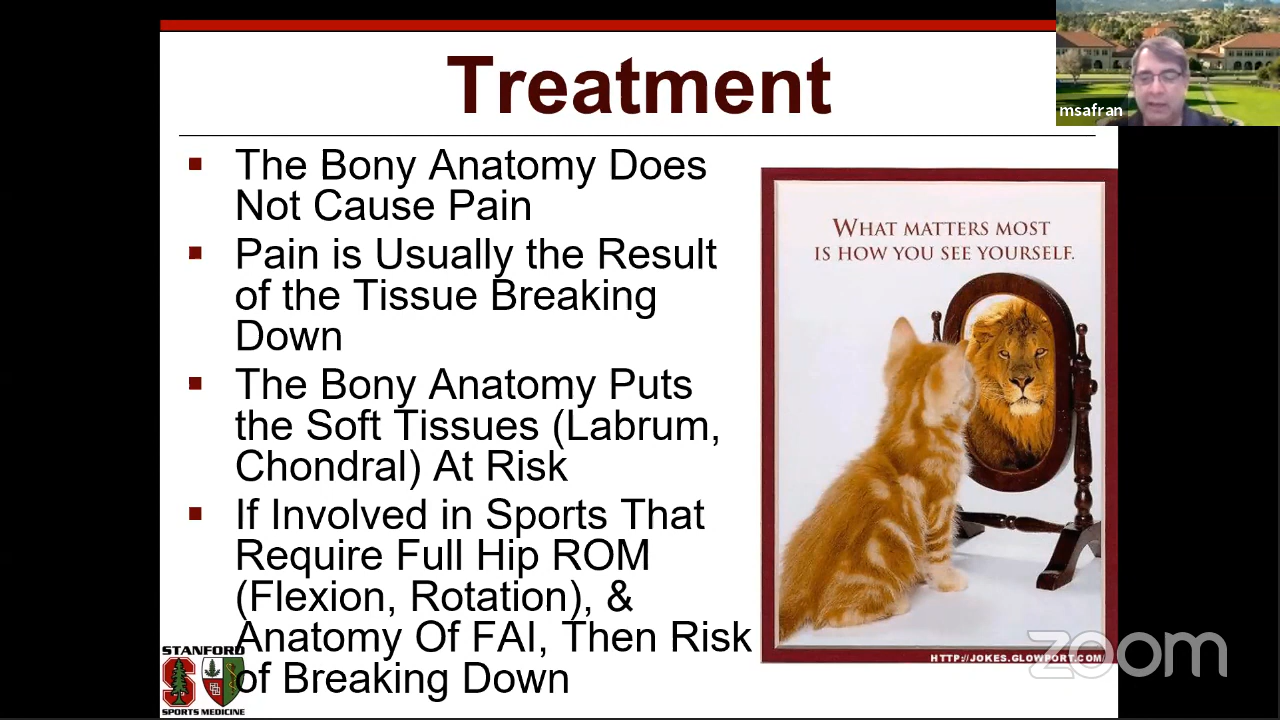 Treatment
msafran
The Bony Anatomy Does
Not Cause Pain
Pain is Usually the Result
of the Tissue Breaking
Down
The Bony Anatomy Puts
the Soft Tissues (Labrum,
Chondral) At Risk
If Involved in Sports That
Require Full Hip ROM
(Flexion, Rotation), &
Anatomy Of FAI, Then Risk
of Breaking Down
WHAT MATTERS MOST
IS HOW YOU SEE YOURSELF.
HTTP://JOKES.GLOWPORT.COM/
STANFORD
S
SPORTS MEDICINE
zoom